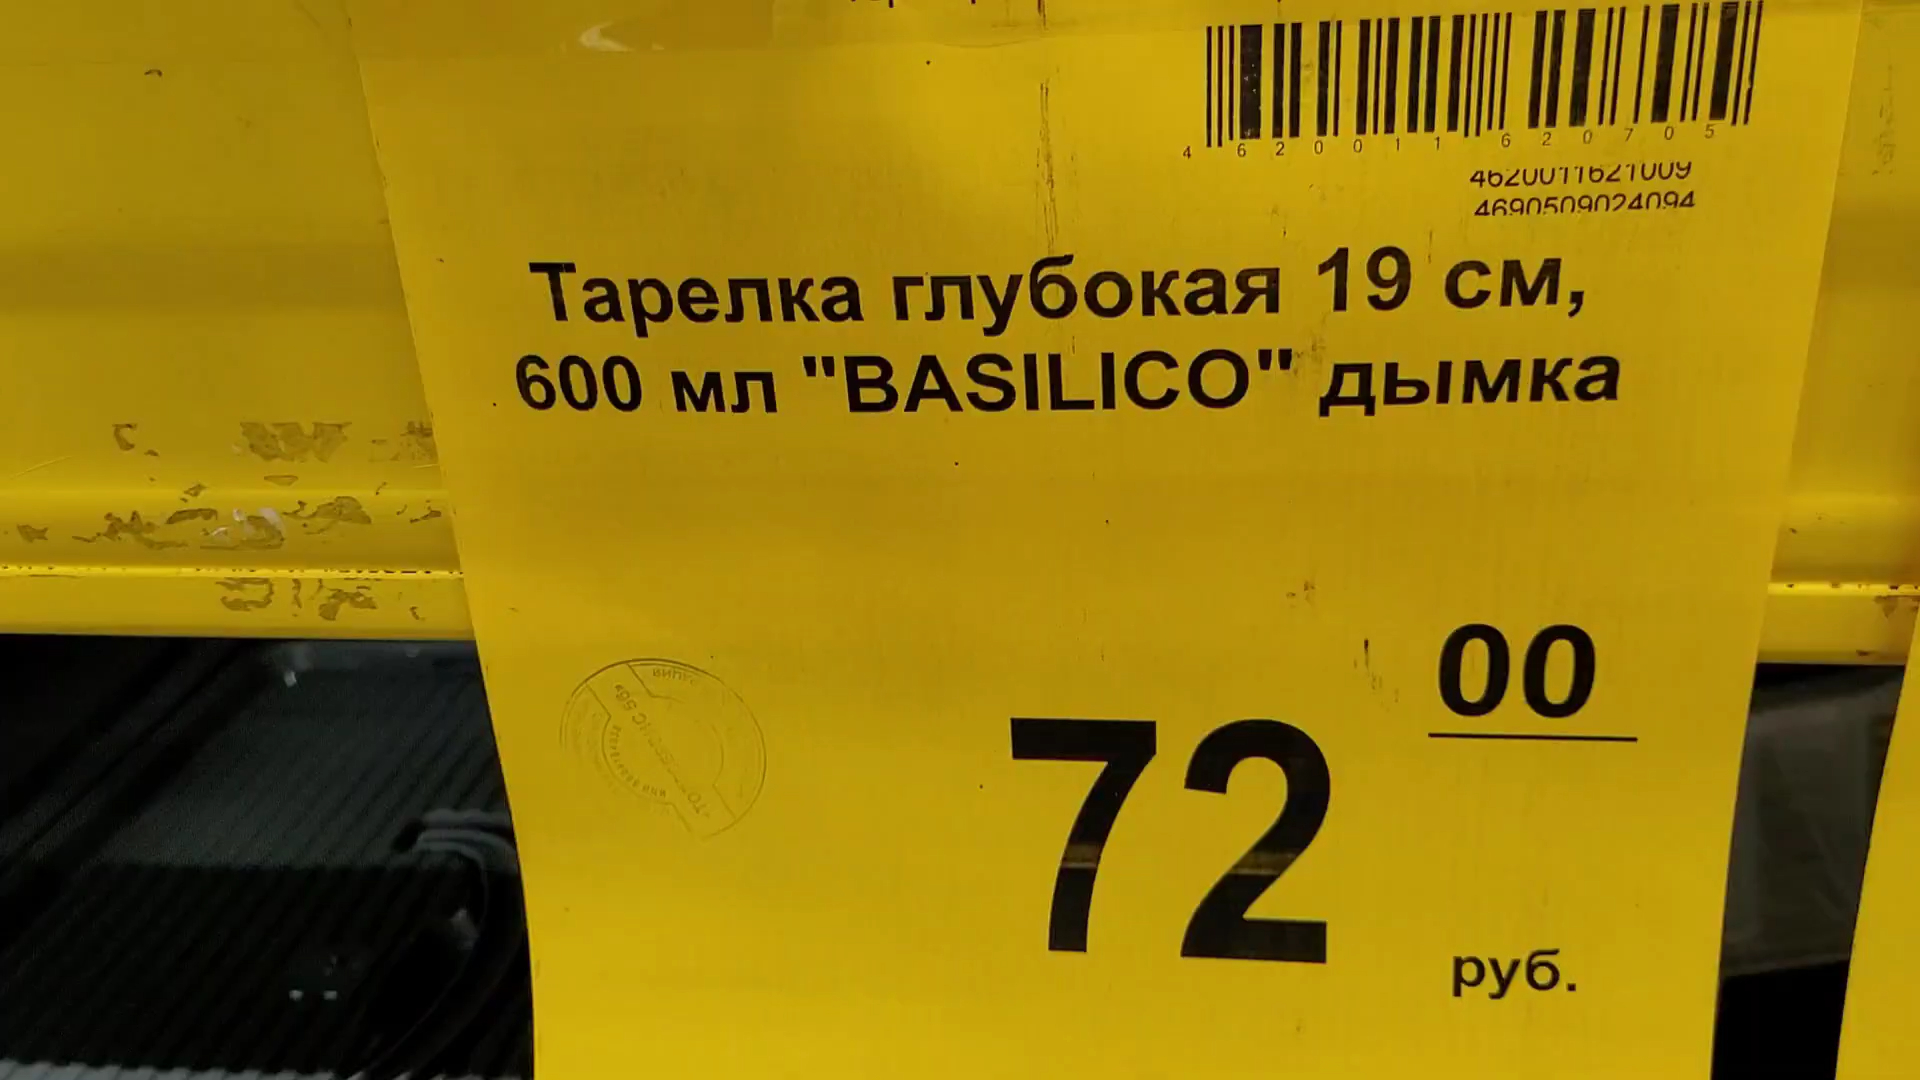 4 620011 620705
4620011621009
4690509024094
Тарелка глубокая 19 см,
600 мл "BASILICO" дымка
72 00
руб.